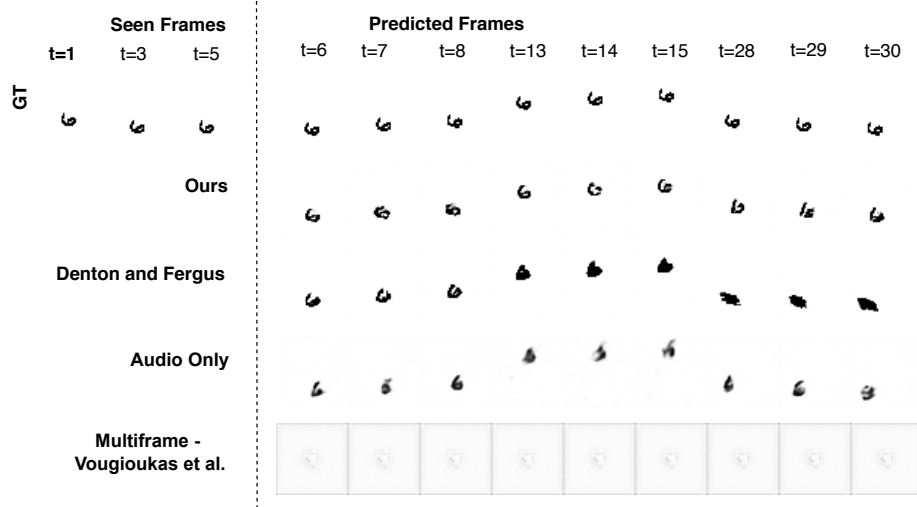 Seen Frames
Predicted Frames
t=1 t=3 t=5 t=6 t=7 t=8 t=13 t=14 t=15 t=28 t=29 t=30
GT
Ours
Denton and Fergus
Audio Only
Multiframe -
Vougioukas et al.